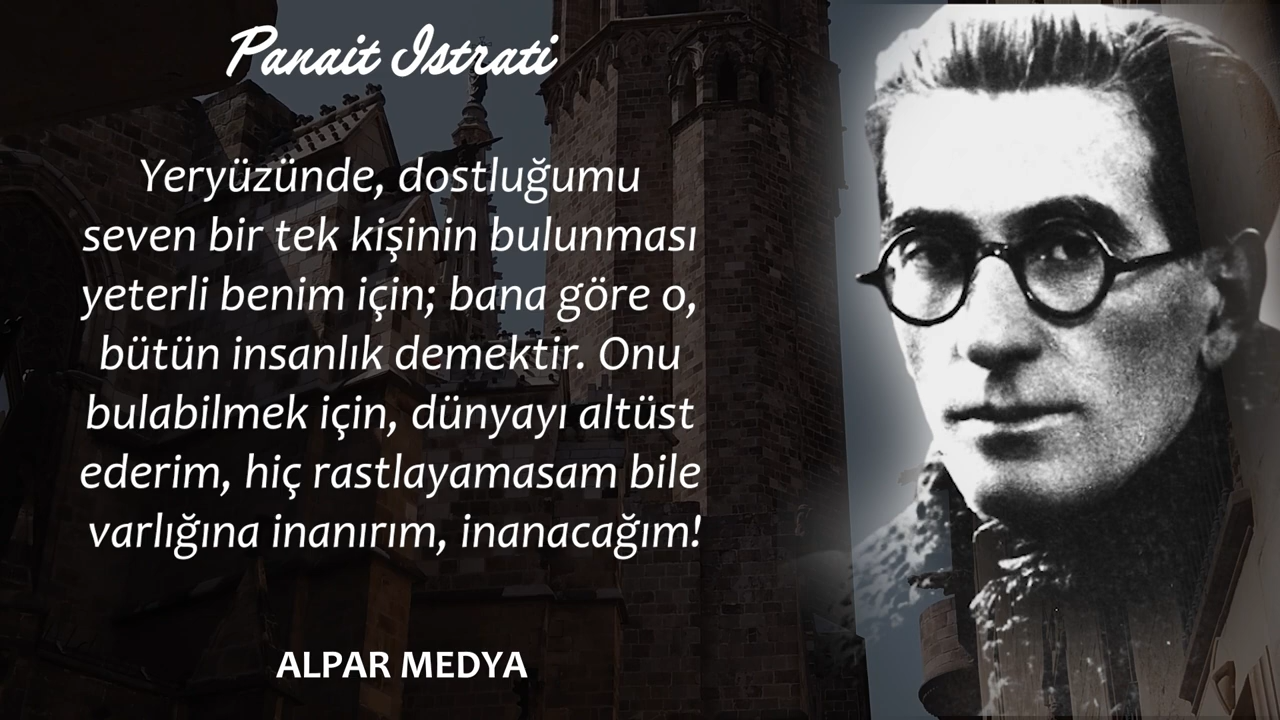 Panait Istrati
Yeryüzünde, dostluğumu
seven bir tek kişinin bulunması
yeterli benim için; bana göre o,
bütün insanlık demektir. Onu
bulabilmek için, dünyayı altüst
ederim, hiç rastlayamasam bile
varlığına inanırım, inanacağım!
ALPAR MEDYA